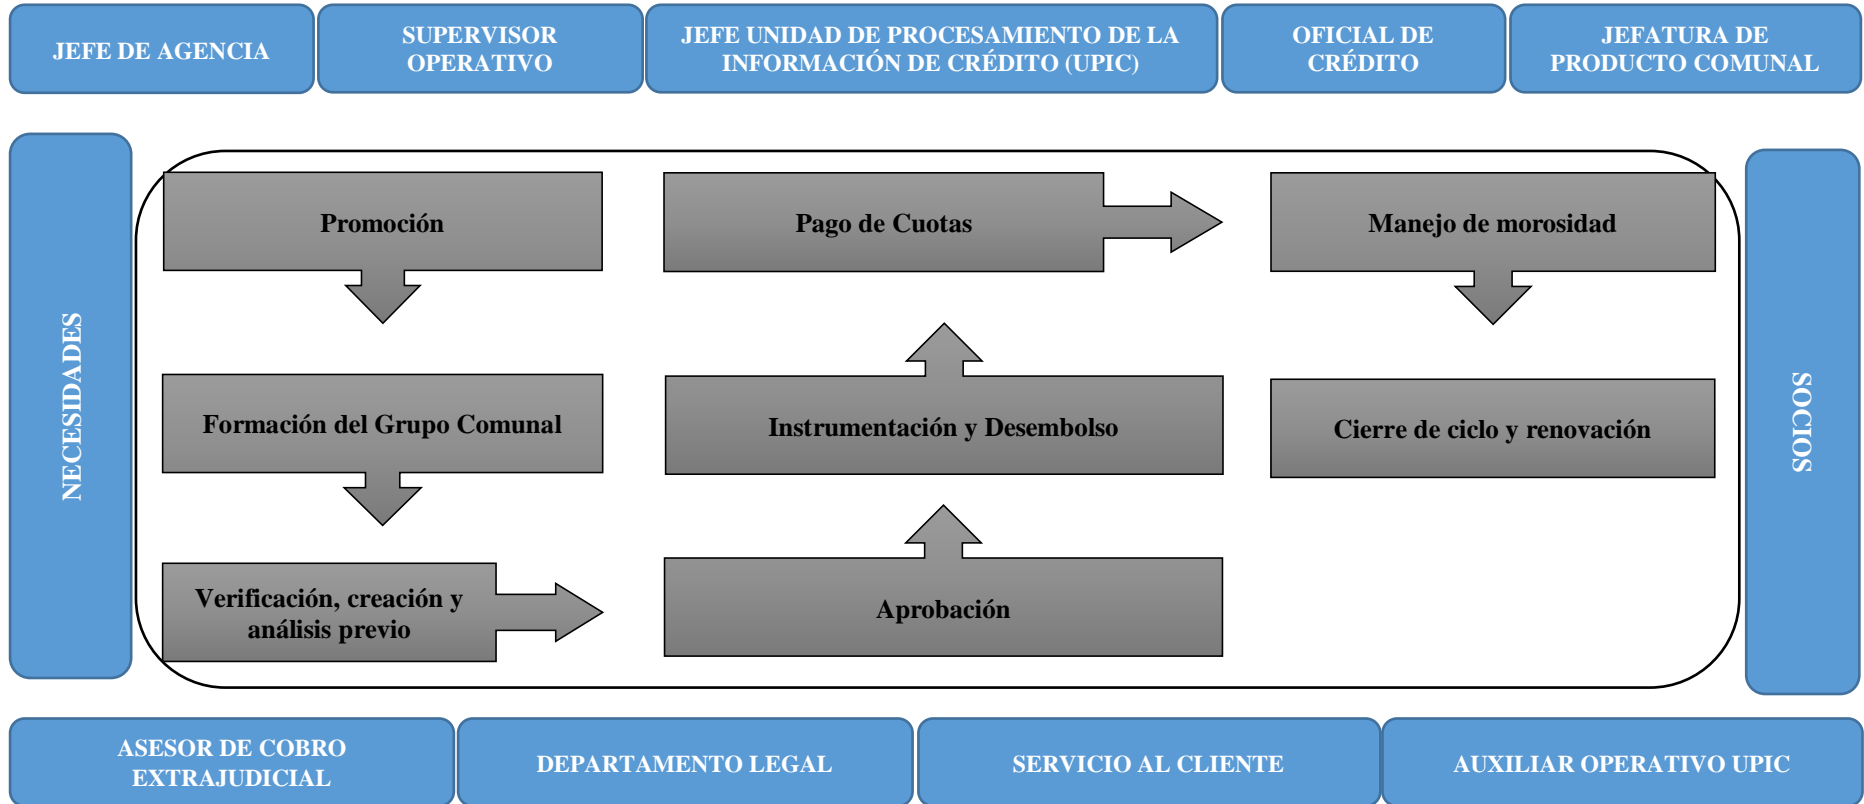 JEFE DE AGENCIA
SUPERVISOR
OPERATIVO
JEFE UNIDAD DE PROCESAMIENTO DE LA
INFORMACIÓN DE CRÉDITO (UPIC)
OFICIAL DE
CRÉDITO
JEFATURA DE
PRODUCTO COMUNAL
NECESIDADES
Promoción
Formación del Grupo Comunal
Verificación, creación y
análisis previo
Aprobación
Instrumentación y Desembolso
Pago de Cuotas
Manejo de morosidad
Cierre de ciclo y renovación
SOCIOS
ASESOR DE COBRO
EXTRAJUDICIAL
DEPARTAMENTO LEGAL
SERVICIO AL CLIENTE
AUXILIAR OPERATIVO UPIC